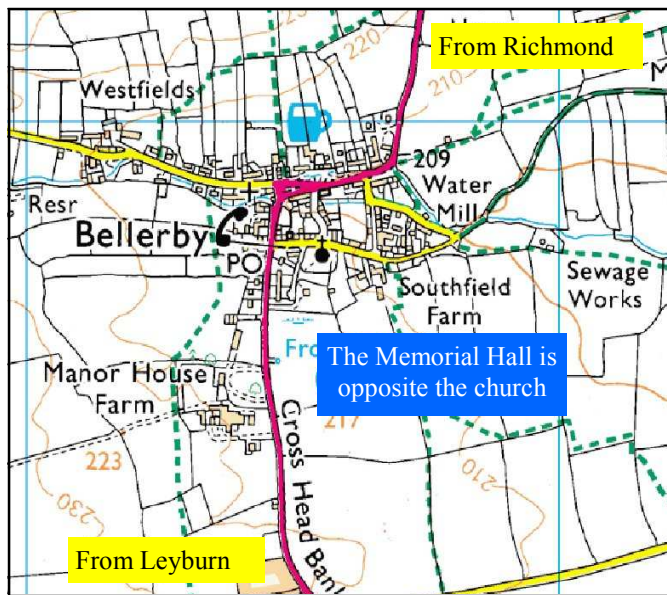 From Richmond
220
210
Westfields
209
Water
Mill
Resr
Bellerby
PO
Sewage
Works
Southfield
Farm
The Memorial Hall is
opposite the church
Manor House
Farm
217
Cross Head Bank
223
210
230
From Leyburn